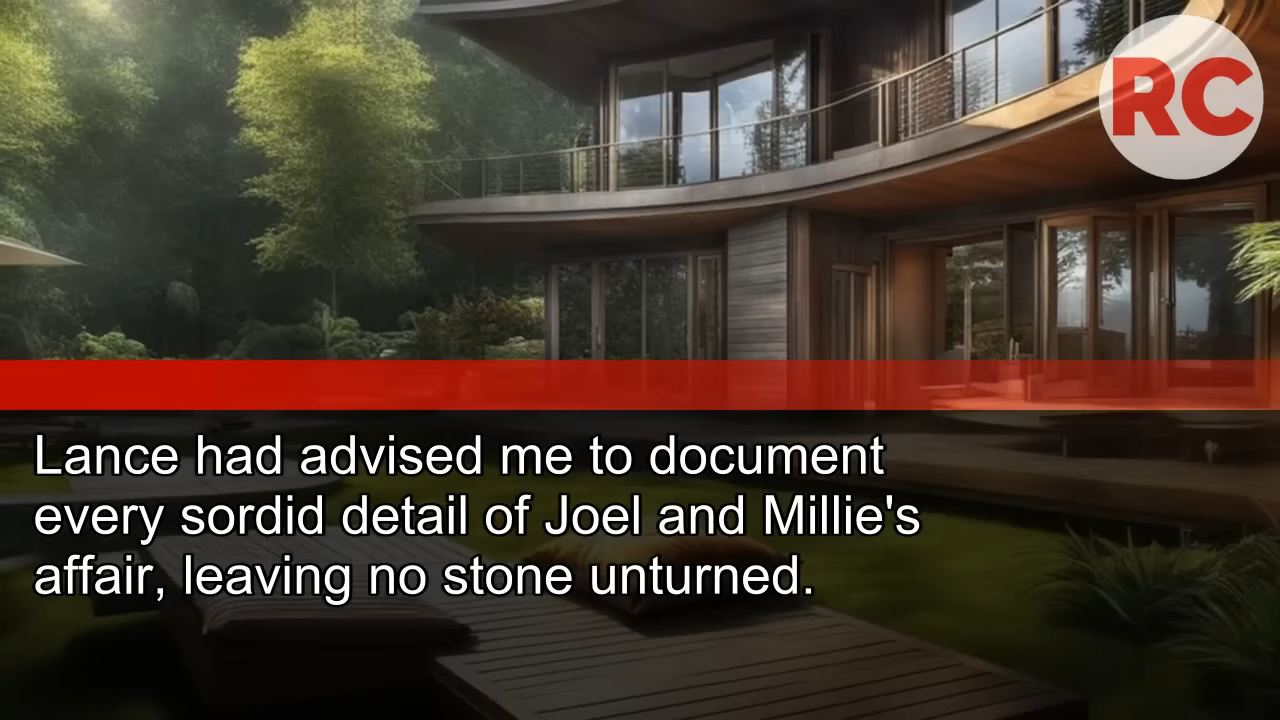 RC
Lance had advised me to document
every sordid detail of Joel and Millie's
affair, leaving no stone unturned.